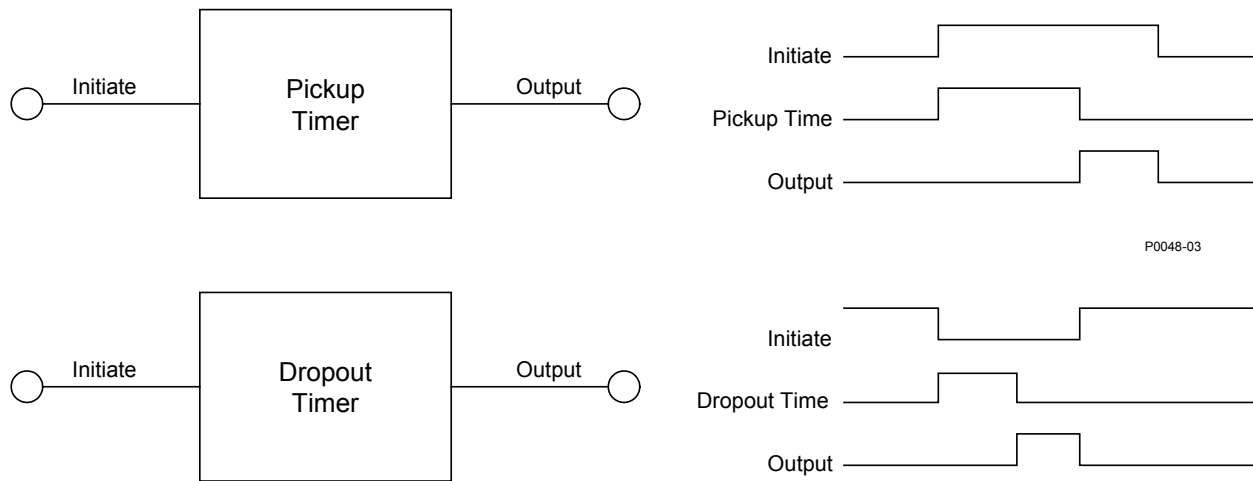 Initiate
Pickup
Timer
Output
Initiate
Pickup Time
Output
P0048-03
Initiate
Dropout
Timer
Output
Initiate
Dropout Time
Output